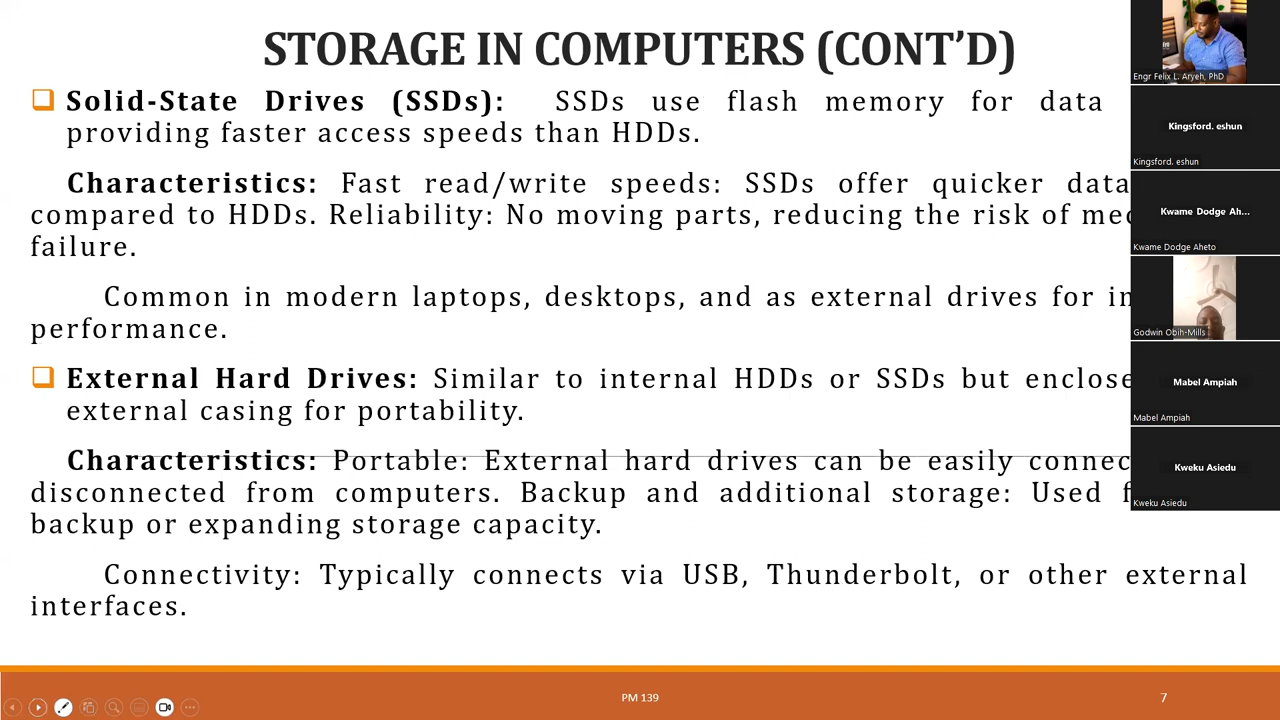 STORAGE IN COMPUTERS (CONT’D)
❑ Solid-State Drives (SSDs): SSDs use flash memory for data
providing faster access speeds than HDDs.
Characteristics: Fast read/write speeds: SSDs offer quicker data
compared to HDDs. Reliability: No moving parts, reducing the risk of
failure.
Common in modern laptops, desktops, and as external drives for
performance.
❑ External Hard Drives: Similar to internal HDDs or SSDs but
external casing for portability.
Characteristics: Portable: External hard drives can be easily
disconnected from computers. Backup and additional storage: Used
backup or expanding storage capacity.
Connectivity: Typically connects via USB, Thunderbolt, or other external
interfaces.
PM 139
7
Engr Felix L. Aryeh, PhD
Kingsford. eshun
Kingsford. eshun
Kwame Dodge Ah...
Kwame Dodge Aheto
Godwin Obih-Mills
Mabel Ampiah
Mabel Ampiah
Kweku Asiedu
Kweku Asiedu